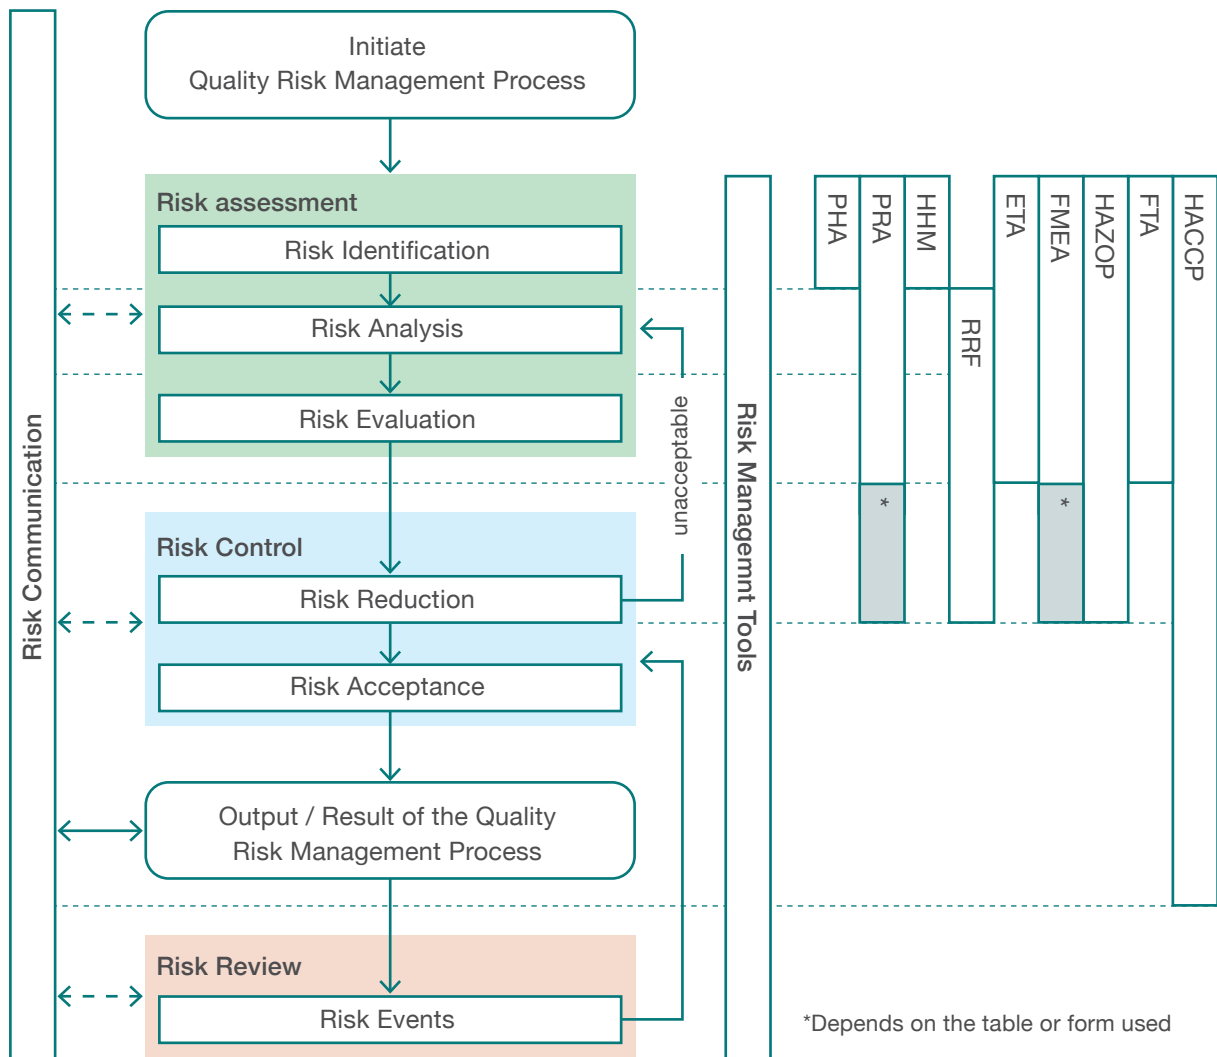 Initiate
Quality Risk Management Process
Risk assessment
Risk Identification
Risk Analysis
Risk Evaluation
unacceptable
Risk Control
Risk Reduction
Risk Acceptance
Output / Result of the Quality
Risk Management Process
Risk Review
Risk Events
Risk Communication
Risk Managemnt Tools
PHA
PRA
HHM
RRF
ETA
FMEA
HAZOP
FTA
HACCP
*
*
*Depends on the table or form used